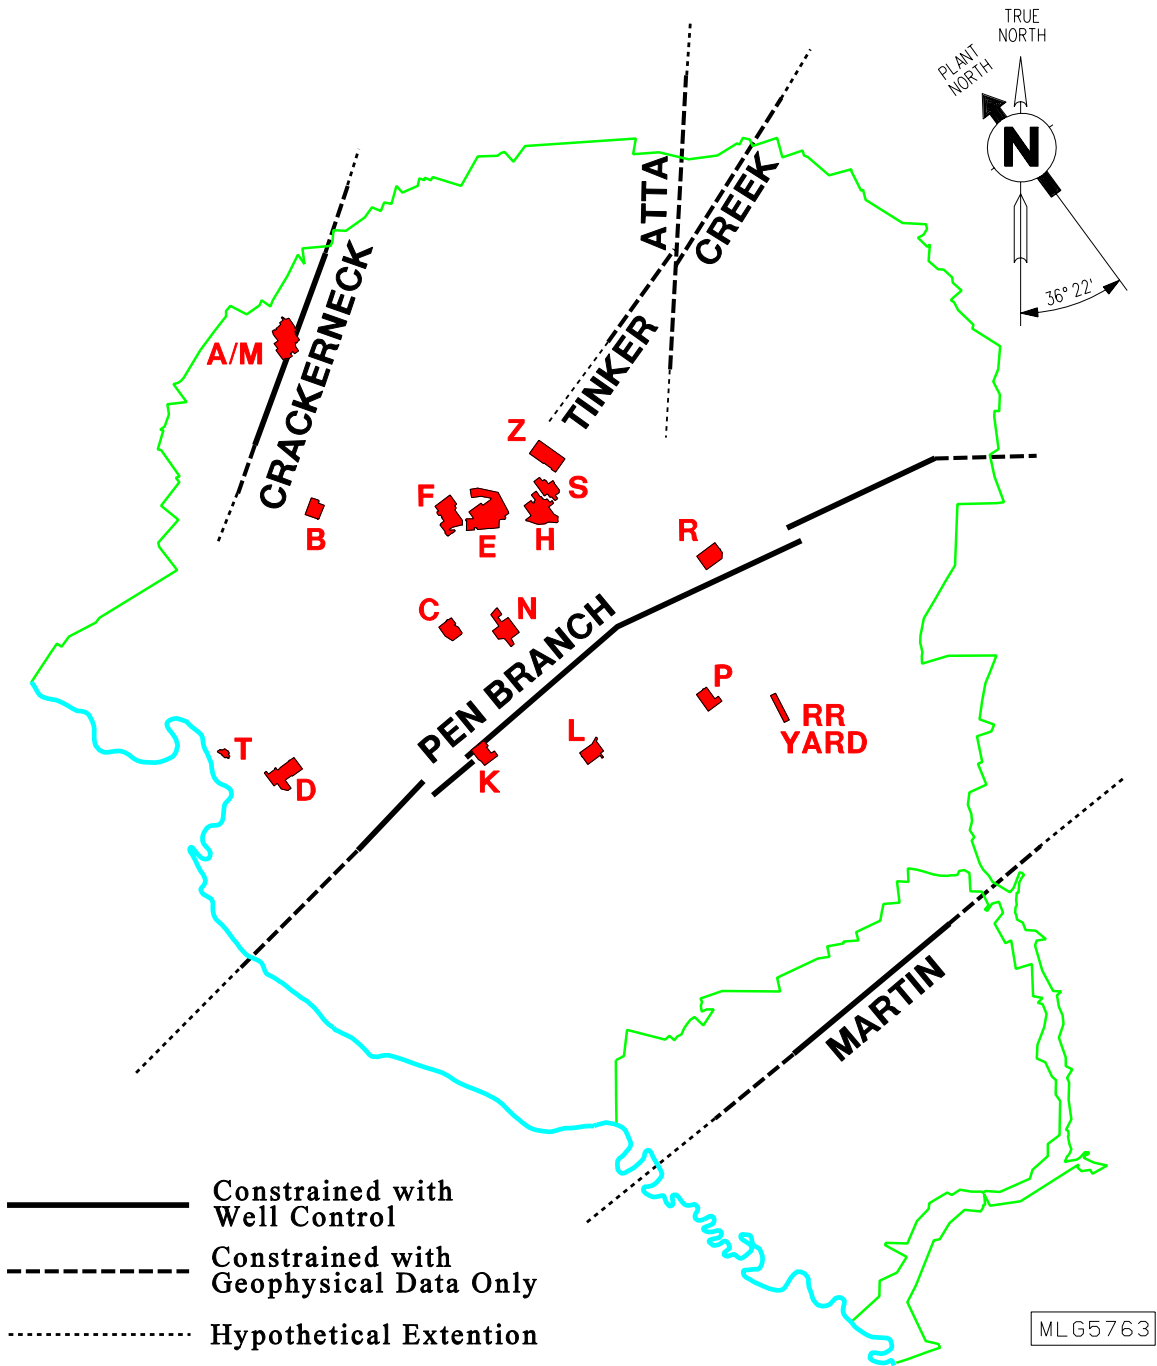 TRUE
NORTH
PLANT
NORTH
N
36° 22'
ATTA
CREEK
TINKER
CRACKERNECK
A/M
Z
S
F
E
H
B
R
C
N
PEN BRANCH
P
RR
YARD
L
K
T
D
MARTIN
Constrained with
Well Control
Constrained with
Geophysical Data Only
Hypothetical Extention
MLG5763